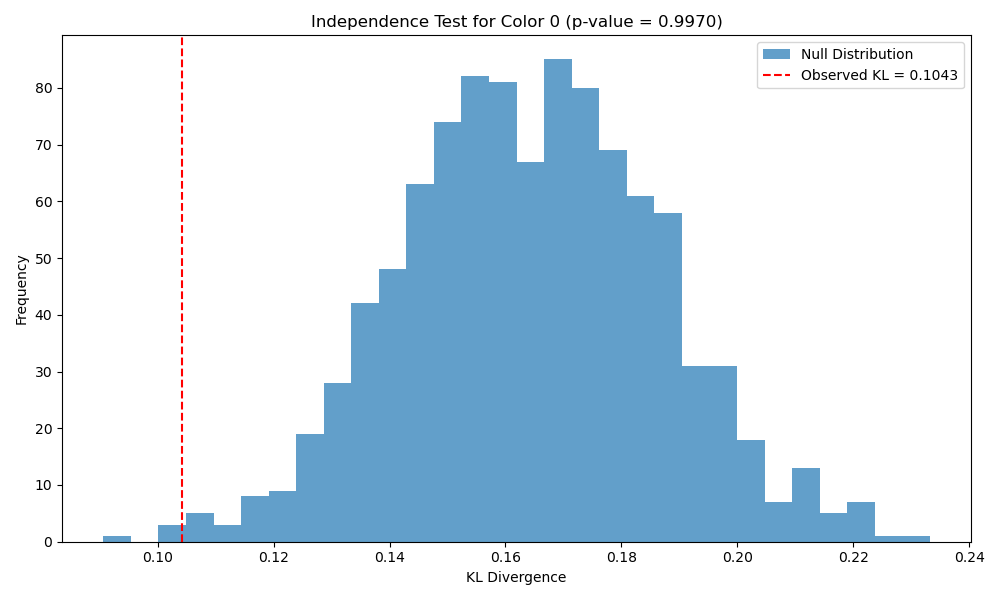 Independence Test for Color 0 (p-value = 0.9970)
Null Distribution
Observed KL = 0.1043
Frequency
80
70
60
50
40
30
20
10
0
0.10 0.12 0.14 0.16 0.18 0.20 0.22 0.24
KL Divergence